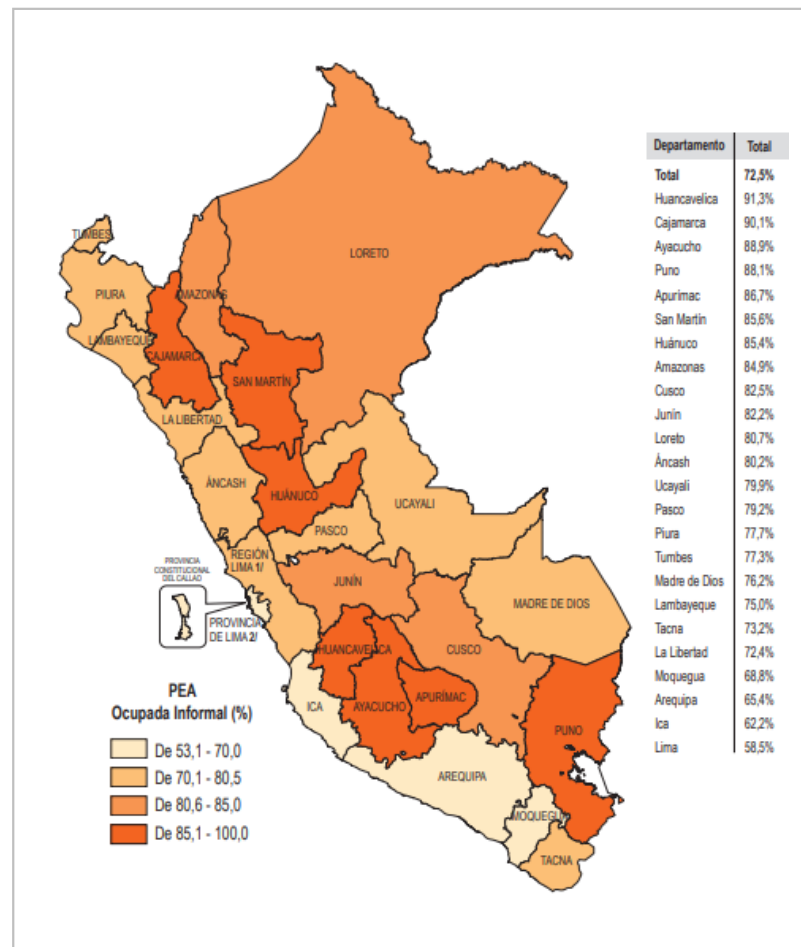 TUMBES
PIURA
LAMBAYEQUE
CAJAMARCA
AMAZONAS
LORETO
SAN MARTÍN
LA LIBERTAD
ÁNCASH
HUÁNUCO
UCAYALI
PASCO
REGIÓN
LIMA 1/
PROVINCIA
CONSTITUCIONAL
DEL CALLAO
PROVINCIA
DE LIMA 2/
JUNÍN
MADRE DE DIOS
HUANCAVELICA
CUSCO
ICA
AYACUCHO
APURÍMAC
PUNO
AREQUIPA
MOQUEGUA
TACNA
PEA
Ocupada Informal (%)
De 53,1 - 70,0
De 70,1 - 80,5
De 80,6 - 85,0
De 85,1 - 100,0
Departamento Total
Total 72,5%
Huancavelica 91,3%
Cajamarca 90,1%
Ayacucho 88,9%
Puno 88,1%
Apurímac 86,7%
San Martín 85,6%
Huánuco 85,4%
Amazonas 84,9%
Cusco 82,5%
Junín 82,2%
Loreto 80,7%
Áncash 80,2%
Ucayali 79,9%
Pasco 79,2%
Piura 77,7%
Tumbes 77,3%
Madre de Dios 76,2%
Lambayeque 75,0%
Tacna 73,2%
La Libertad 72,4%
Moquegua 68,8%
Arequipa 65,4%
Ica 62,2%
Lima 58,5%